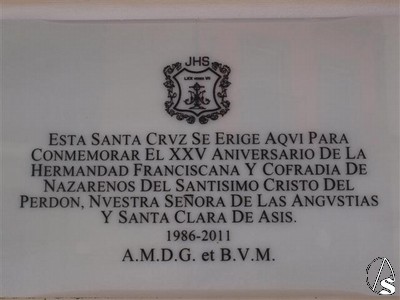 JHS
ESTA SANTA CRVZ SE ERIGE AQVI PARA
CONMEMORAR EL XXV ANIVERSARIO DE LA
HERMANDAD FRANCISCANA Y COFRADIA DE
NAZARENOS DEL SANTISIMO CRISTO DEL
PERDON, NVESTRA SEÑORA DE LAS ANGVSTIAS
Y SANTA CLARA DE ASIS.
1986-2011
A.M.D.G. et B.V.M.